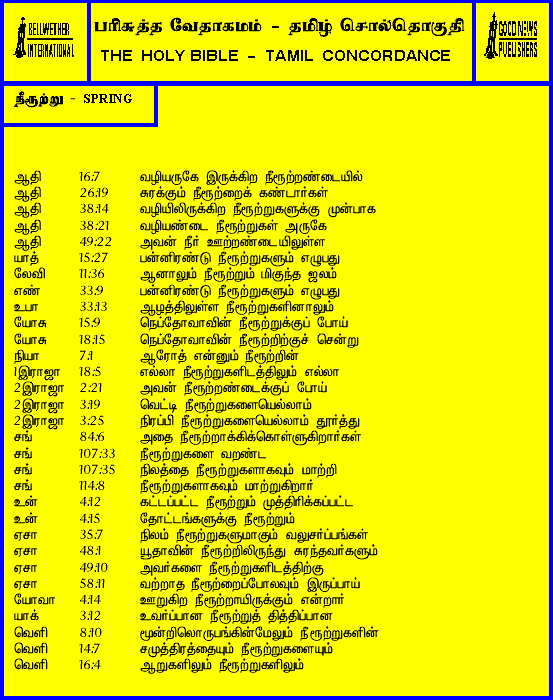 BELLWETHER
INTERNATIONAL
பரிசுத்த வேதாகமம் - தமிழ் சொல்தொகுதி
THE HOLY BIBLE - TAMIL CONCORDANCE
GOOD NEWS
PUBLISHERS
நீரூற்று - SPRING
ஆதி 16:7 வழியருகே இருக்கிற நீரூற்றண்டையில்
ஆதி 26:19 சுரக்கும் நீரூற்றைக் கண்டார்கள்
ஆதி 38:14 வழியிலிருக்கிற நீரூற்றுகளுக்கு முன்பாக
ஆதி 38:21 வழியண்டை நீரூற்றுகள் அருகே
ஆதி 49:22 அவன் நீர் ஊற்றண்டையிலுள்ள
யாத் 15:27 பன்னிரண்டு நீரூற்றுகளும் எழுபது
லேவி 11:36 ஆனாலும் நீரூற்றும் மிகுந்த ஜலம்
எண் 33:9 பன்னிரண்டு நீரூற்றுகளும் எழுபது
உபா 33:13 ஆழத்திலுள்ள நீரூற்றுகளினாலும்
யோசு 15:9 நெப்தோவாவின் நீரூற்றுக்குப் போய்
யோசு 18:15 நெப்தோவாவின் நீரூற்றிற்குச் சென்று
நியா 7:1 ஆரோத் என்னும் நீரூற்றின்
1இராஜா 18:5 எல்லா நீரூற்றுகளிடத்திலும் எல்லா
2இராஜா 2:21 அவன் நீரூற்றண்டைக்குப் போய்
2இராஜா 3:19 வெட்டி நீரூற்றுகளையெல்லாம்
2இராஜா 3:25 நிரப்பி நீரூற்றுகளையெல்லாம் தூர்த்து
சங் 84:6 அதை நீரூற்றாக்கிக்கொள்ளுகிறார்கள்
சங் 107:33 நீரூற்றுகளை வறண்ட
சங் 107:35 நிலத்தை நீரூற்றுகளாகவும் மாற்றி
சங் 114:8 நீரூற்றுகளாகவும் மாற்றுகிறார்
உன் 4:12 கட்டப்பட்ட நீரூற்றும் முத்திரிக்கப்பட்ட
உன் 4:15 தோட்டங்களுக்கு நீரூற்றும்
ஏசா 35:7 நிலம் நீரூற்றுகளுமாகும் வலுசர்ப்பங்கள்
ஏசா 48:1 யூதாவின் நீரூற்றிலிருந்து சுரந்தவர்களும்
ஏசா 49:10 அவர்களை நீரூற்றுகளிடத்திற்கு
ஏசா 58:11 வற்றாத நீரூற்றைப்போலவும் இருப்பாய்
யோவா 4:14 ஊறுகிற நீரூற்றாயிருக்கும் என்றார்
யாக் 3:12 உவர்ப்பான நீரூற்றுத் தித்திப்பான
வெளி 8:10 மூன்றிலொருபங்கின்மேலும் நீரூற்றுகளின்
வெளி 14:7 சமுத்திரத்தையும் நீரூற்றுகளையும்
வெளி 16:4 ஆறுகளிலும் நீரூற்றுகளிலும்